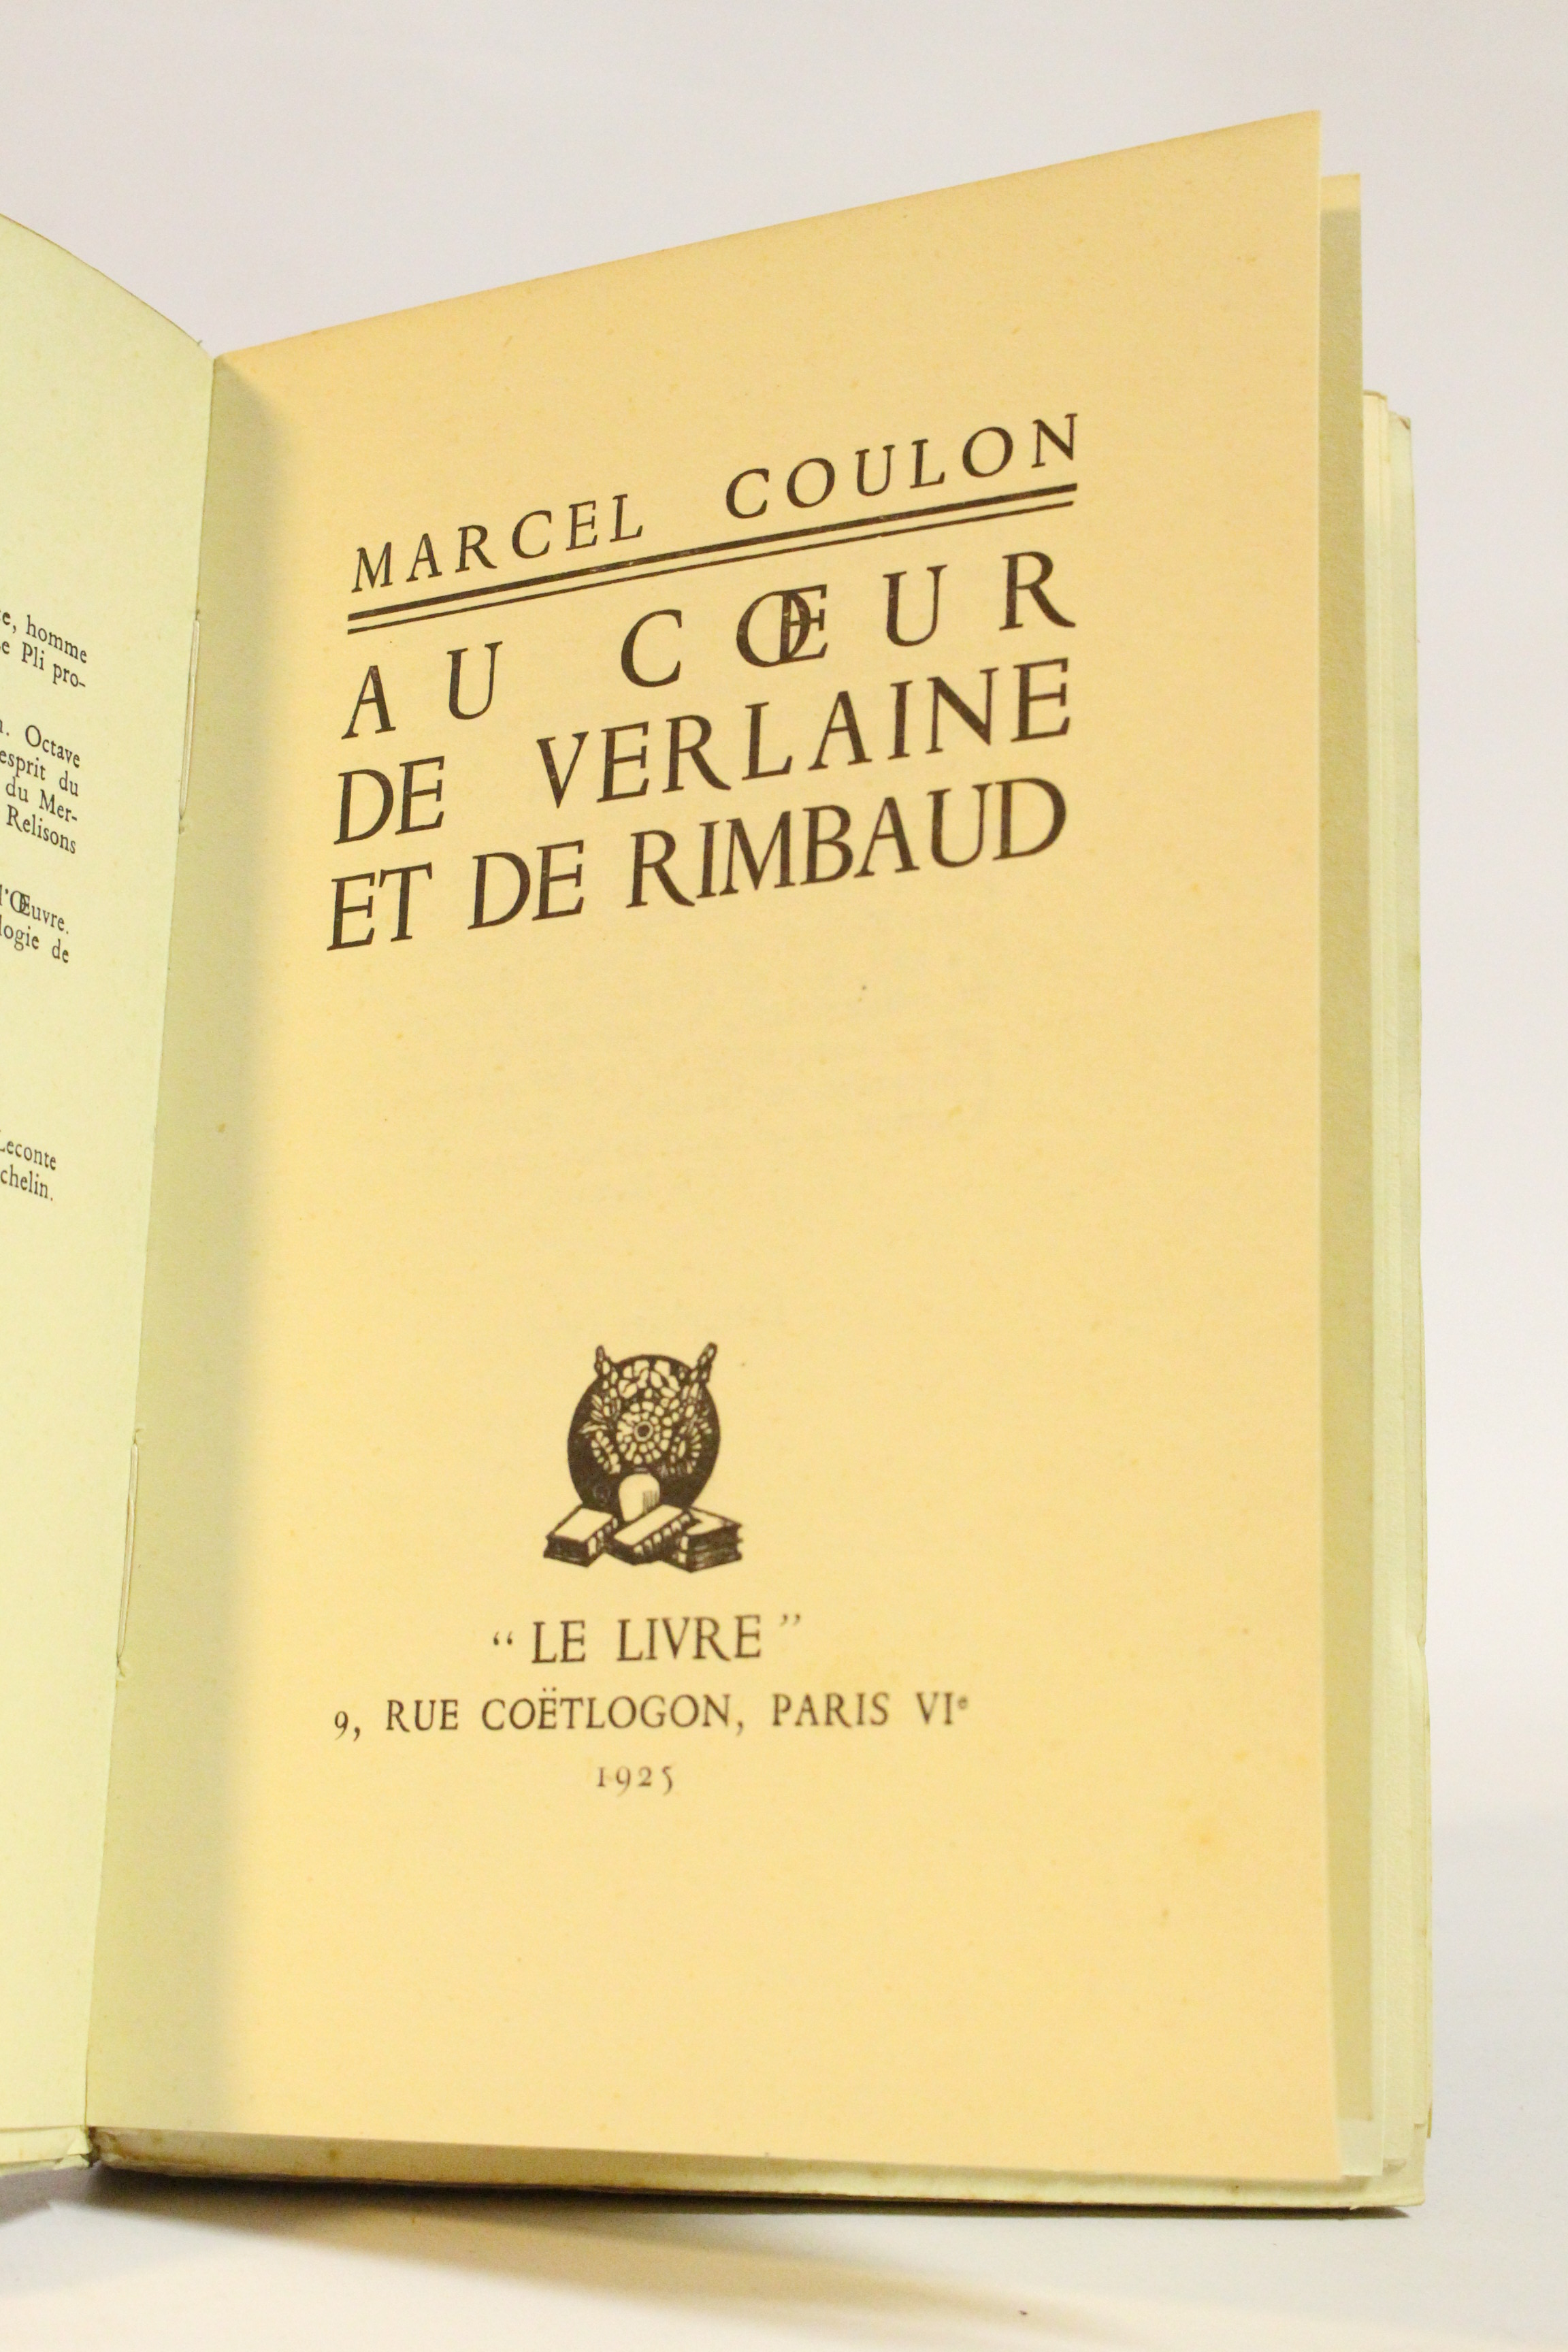 e, homme
e Pli pro-
n. Octave
esprit du
du Mer-
Relisons
l'Œuvre.
logie de
Leconte
chelin.
MARCEL COULON
AU CŒUR
DE VERLAINE
ET DE RIMBAUD
“LE LIVRE”
9, RUE COËTLOGON, PARIS VIe
1925